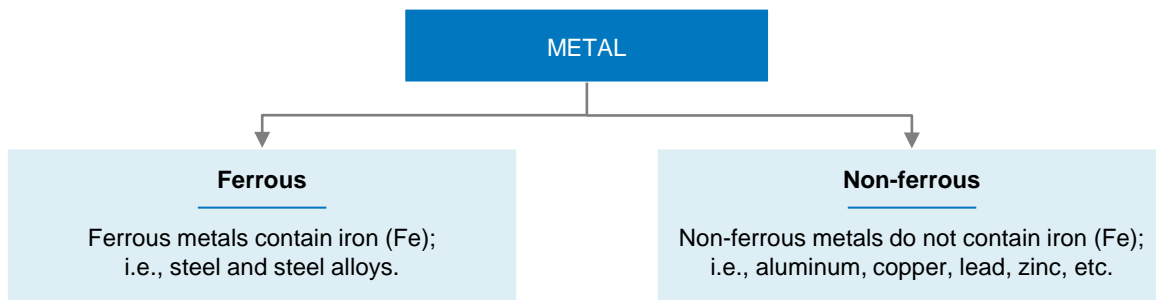 METAL
Ferrous
Ferrous metals contain iron (Fe);
i.e., steel and steel alloys.
Non-ferrous
Non-ferrous metals do not contain iron (Fe);
i.e., aluminum, copper, lead, zinc, etc.